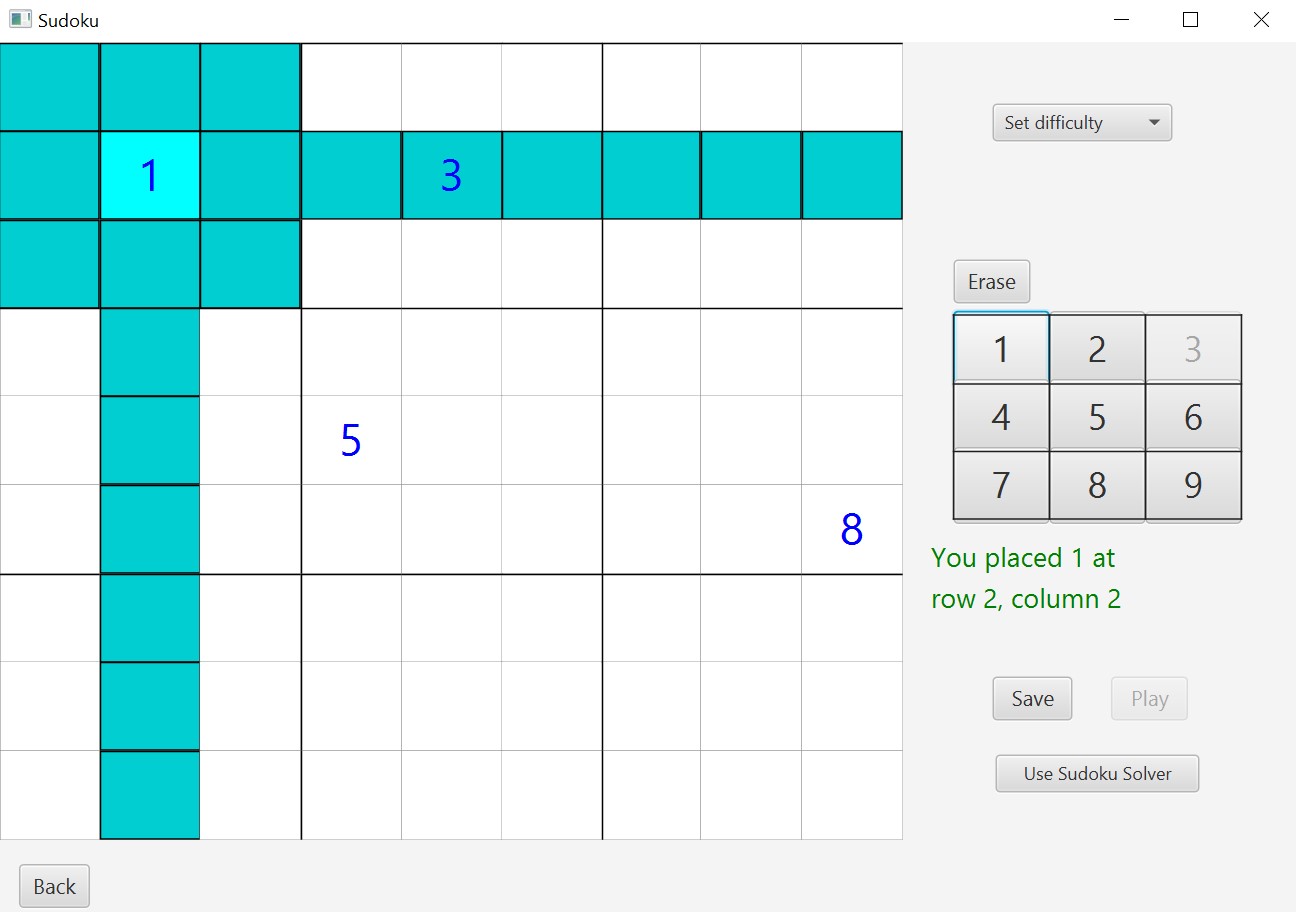 Sudoku
Set difficulty
1 3
Erase
1 2 3
4 5 6
5
7 8 9
8
You placed 1 at
row 2, column 2
Save Play
Use Sudoku Solver
Back